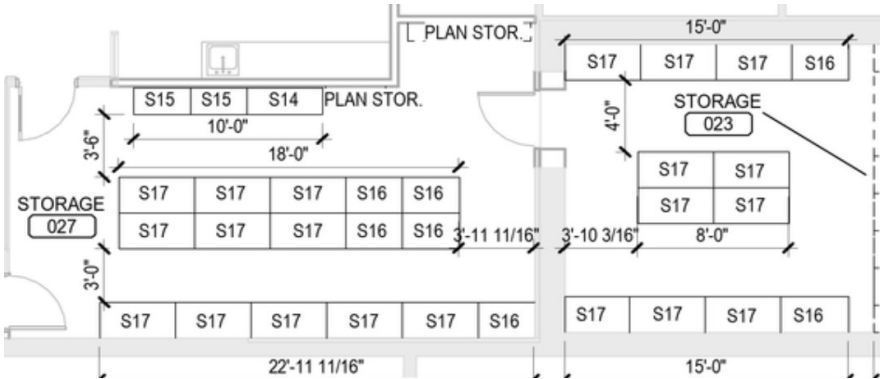 PLAN STOR.
15'-0"
S17 S17 S17 S16
S15 S15 S14
PLAN STOR.
STORAGE
023
10'-0"
4'-0"
3'-6"
18'-0"
S17 S17 S17 S16 S16
S17 S17
STORAGE
027
S17 S17 S17 S16 S16
S17 S17
3'-11 11/16"
3'-10 3/16"
8'-0"
3'-0"
S17 S17 S17 S17 S17 S16
S17 S17 S17 S16
22'-11 11/16"
15'-0"